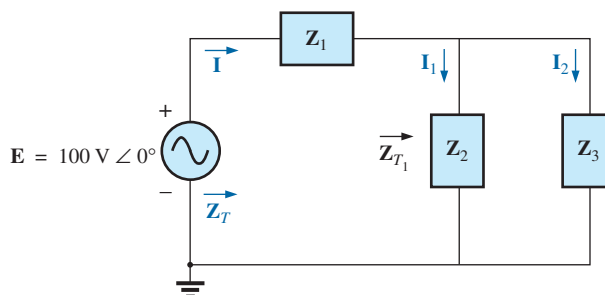 Z1
I
I1
I2
+
E = 100 V ∠ 0°
ZT1
Z2
Z3
−
ZT